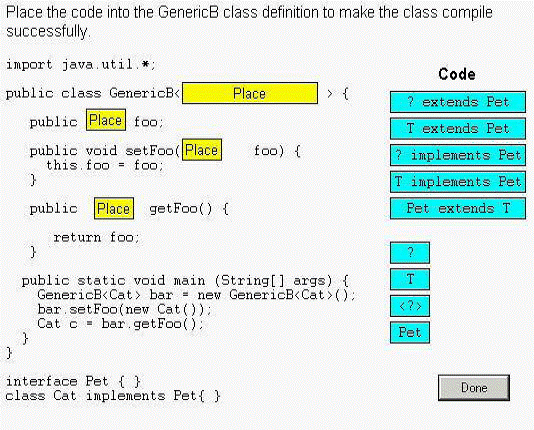 Place the code into the GenericB class definition to make the class compile
successfully.
import java.util.*;
public class GenericB< Place > {
public Place foo;
public void setFoo( Place foo) {
this.foo = foo;
}
public Place getFoo() {
return foo;
}
public static void main (String[] args) {
GenericB<Cat> bar = new GenericB<Cat>();
bar.setFoo(new Cat());
Cat c = bar.getFoo();
}
}
interface Pet { }
class Cat implements Pet{ }
Code
? extends Pet
T extends Pet
? implements Pet
T implements Pet
Pet extends T
?
T
<?>
Pet
Done